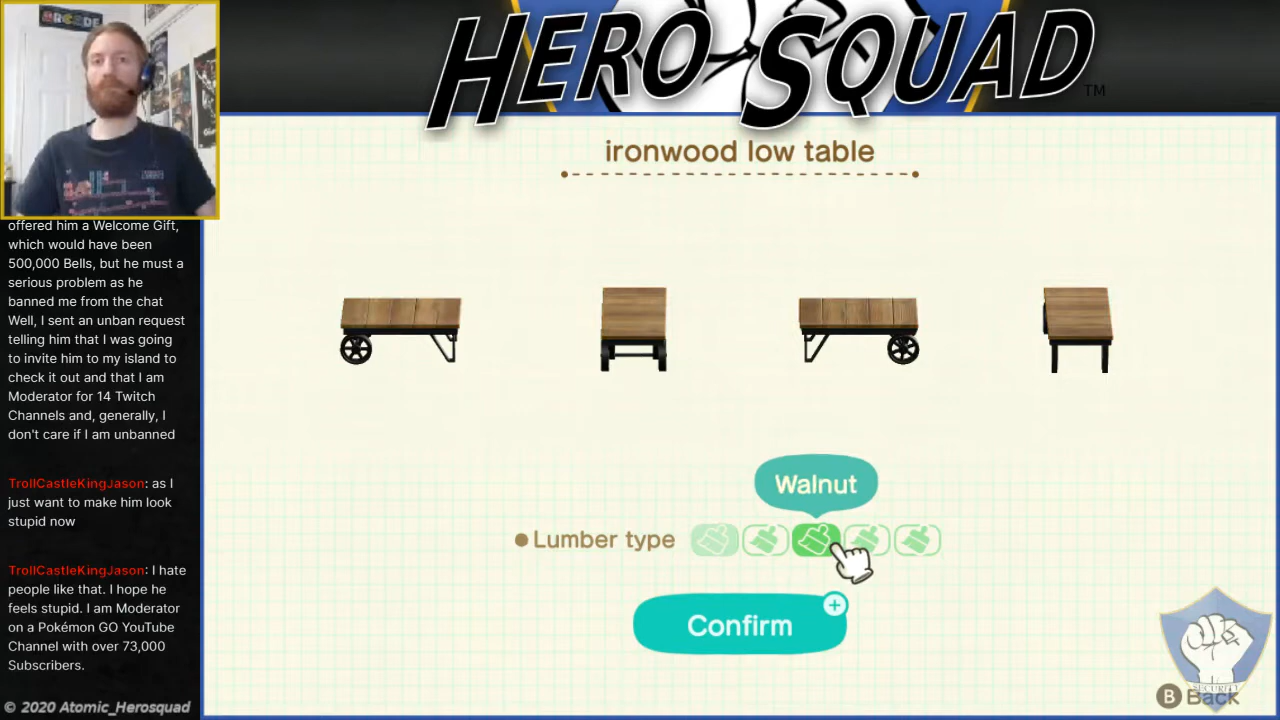 ARCADE
HERO SQUAD
TM
ironwood low table
offered him a Welcome Gift,
which would have been
500,000 Bells, but he must a
serious problem as he
banned me from the chat
Well, I sent an unban request
telling him that I was going
to invite him to my island to
check it out and that I am
Moderator for 14 Twitch
Channels and, generally, I
don't care if I am unbanned
TrollCastleKingJason: as I
just want to make him look
stupid now
TrollCastleKingJason: I hate
people like that. I hope he
feels stupid. I am Moderator
on a Pokémon GO YouTube
Channel with over 73,000
Subscribers.
Walnut
Lumber type
Confirm
SECURITY
B Back
© 2020 Atomic_Herosquad